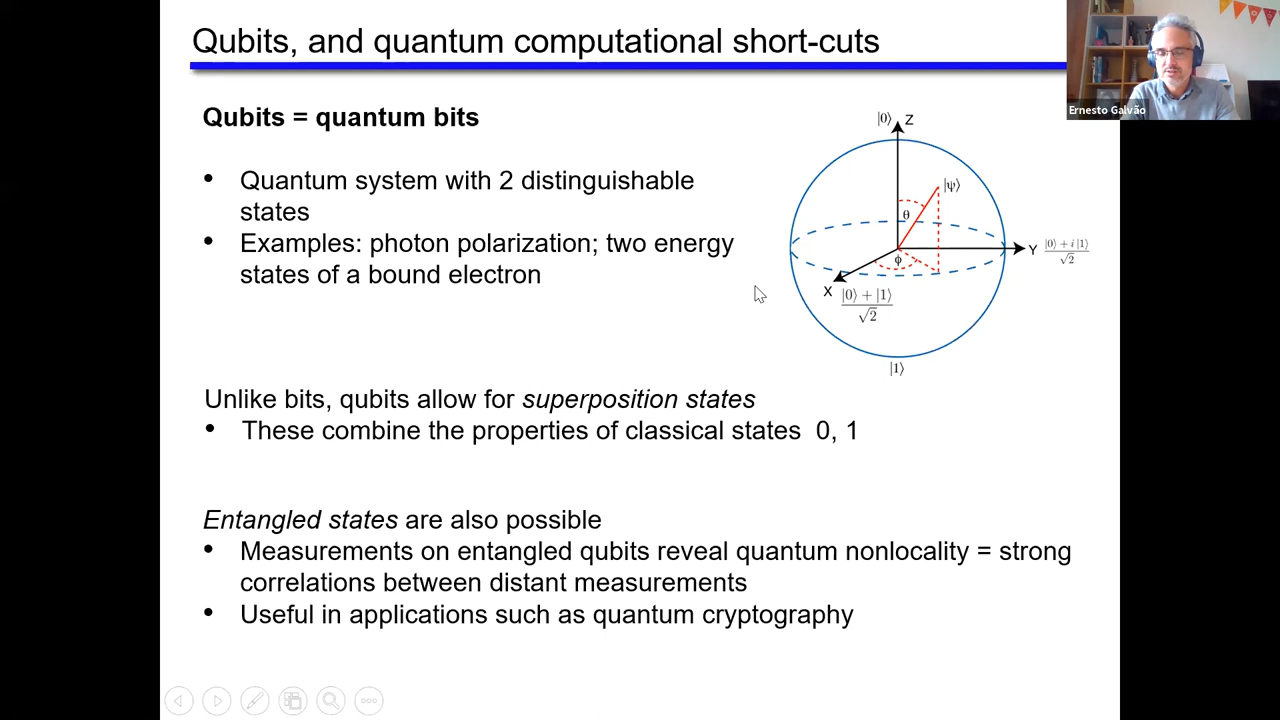 Qubits, and quantum computational short-cuts
Ernesto Galvão
Qubits = quantum bits
• Quantum system with 2 distinguishable
states
• Examples: photon polarization; two energy
states of a bound electron
|0⟩ Z
|ψ⟩
θ
ϕ
Y |0⟩ + i |1⟩
√2
X |0⟩ + |1⟩
√2
|1⟩
Unlike bits, qubits allow for superposition states
• These combine the properties of classical states 0, 1
Entangled states are also possible
• Measurements on entangled qubits reveal quantum nonlocality = strong
correlations between distant measurements
• Useful in applications such as quantum cryptography